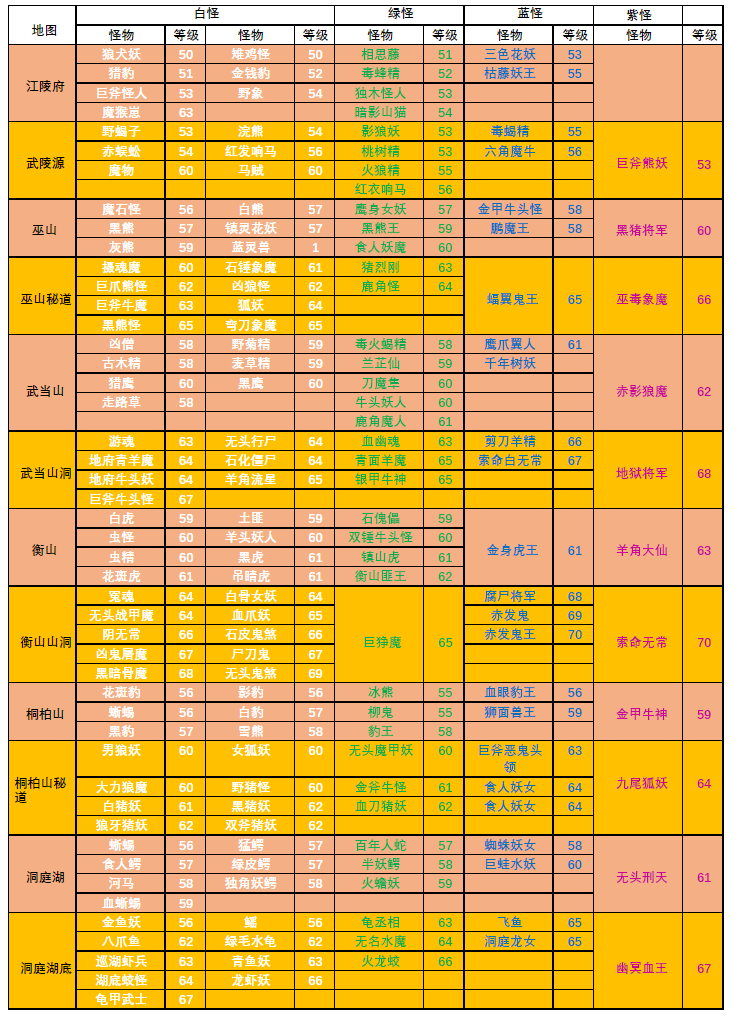 白怪 绿怪 蓝怪 紫怪
地图 怪物 等级 怪物 等级 怪物 等级 怪物 等级 怪物 等级
狼犬妖 50 雉鸡怪 50 相思藤 51 三色花妖 53
江陵府 猎豹 51 金钱豹 52 毒蜂精 52 枯藤妖王 55
巨斧怪人 53 野象 54 独木怪人 53
魔猴崽 63 暗影山猫 54
野蝎子 53 浣熊 54 影狼妖 53 毒蝎精 55
赤蜈蚣 54 红发响马 56 桃树精 53 六角魔牛 56
武陵源 魔物 60 马贼 60 火狼精 55 巨斧熊妖 53
红衣响马 56
魔石怪 56 白熊 57 鹰身女妖 57 金甲牛头怪 58
巫山 黑熊 57 镇灵花妖 57 黑熊王 59 鹏魔王 58 黑猪将军 60
灰熊 59 蓝灵兽 1 食人妖魔 60
摄魂魔 60 石锤象魔 61 猪烈刚 63
巨爪熊怪 62 凶狼怪 62 鹿角怪 64
巫山秘道 巨斧牛魔 63 狐妖 64 蝠翼鬼王 65 巫毒象魔 66
黑熊怪 65 弯刀象魔 65
凶僧 58 野菊精 59 毒火蝎精 58 鹰爪翼人 61
古木精 58 麦草精 59 兰芷仙 59 千年树妖
武当山 猎鹰 60 黑鹰 60 刀魔隼 60 赤影狼魔 62
走路草 58 牛头妖人 60
鹿角魔人 61
游魂 63 无头行尸 64 血幽魂 63 剪刀羊精 66
地府青羊魔 64 石化僵尸 64 青面羊魔 65 索命白无常 67
武当山洞 地府牛头妖 64 羊角流星 65 银甲牛神 65 地狱将军 68
巨斧牛头怪 67
白虎 59 土匪 59 石傀儡 59
虫怪 60 羊头妖人 60 双锤牛头怪 60
衡山 虫精 60 黑虎 61 镇山虎 61 金身虎王 61 羊角大仙 63
花斑虎 61 吊睛虎 61 衡山匪王 62
冤魂 64 白骨女妖 64 腐尸将军 68
无头战甲魔 64 血爪妖 65 赤发鬼 69
衡山山洞 阴无常 66 石皮鬼煞 66 巨狰魔 65 赤发鬼王 70 索命无常 70
凶鬼屠魔 67 尸刀鬼 67
黑暗骨魔 68 无头鬼煞 69
花斑豹 56 影豹 56 冰熊 55 血眼豹王 56
桐柏山 蜥蜴 56 白豹 57 柳鬼 55 狮面兽王 59 金甲牛神 59
黑豹 57 雪熊 58 豹王 58
男狼妖 60 女狐妖 60 无头魔甲妖 60 巨斧恶鬼头领 63
桐柏山秘道 大力狼魔 60 野猪怪 60 金斧牛怪 61 食人妖女 64 九尾狐妖 64
白猪妖 61 黑猪妖 62 血刀猪妖 62 食人妖女 64
狼牙猪妖 62 双斧猪妖 62
蜥蜴 56 猛鳄 57 百年人蛇 57 蜘蛛妖女 58
食人鳄 57 绿皮鳄 57 半妖鳄 58 巨蛙水妖 60
洞庭湖 河马 58 独角妖鳄 58 火蟾妖 59 无头刑天 61
血蜥蜴 59
金鱼妖 56 鳐 56 龟丞相 63 飞鱼 65
八爪鱼 62 绿毛水龟 62 无名水魔 64 洞庭龙女 65
洞庭湖底 巡湖虾兵 63 青鱼妖 63 火龙蛟 66 幽冥血王 67
湖底蛟怪 64 龙虾妖 66
龟甲武士 67